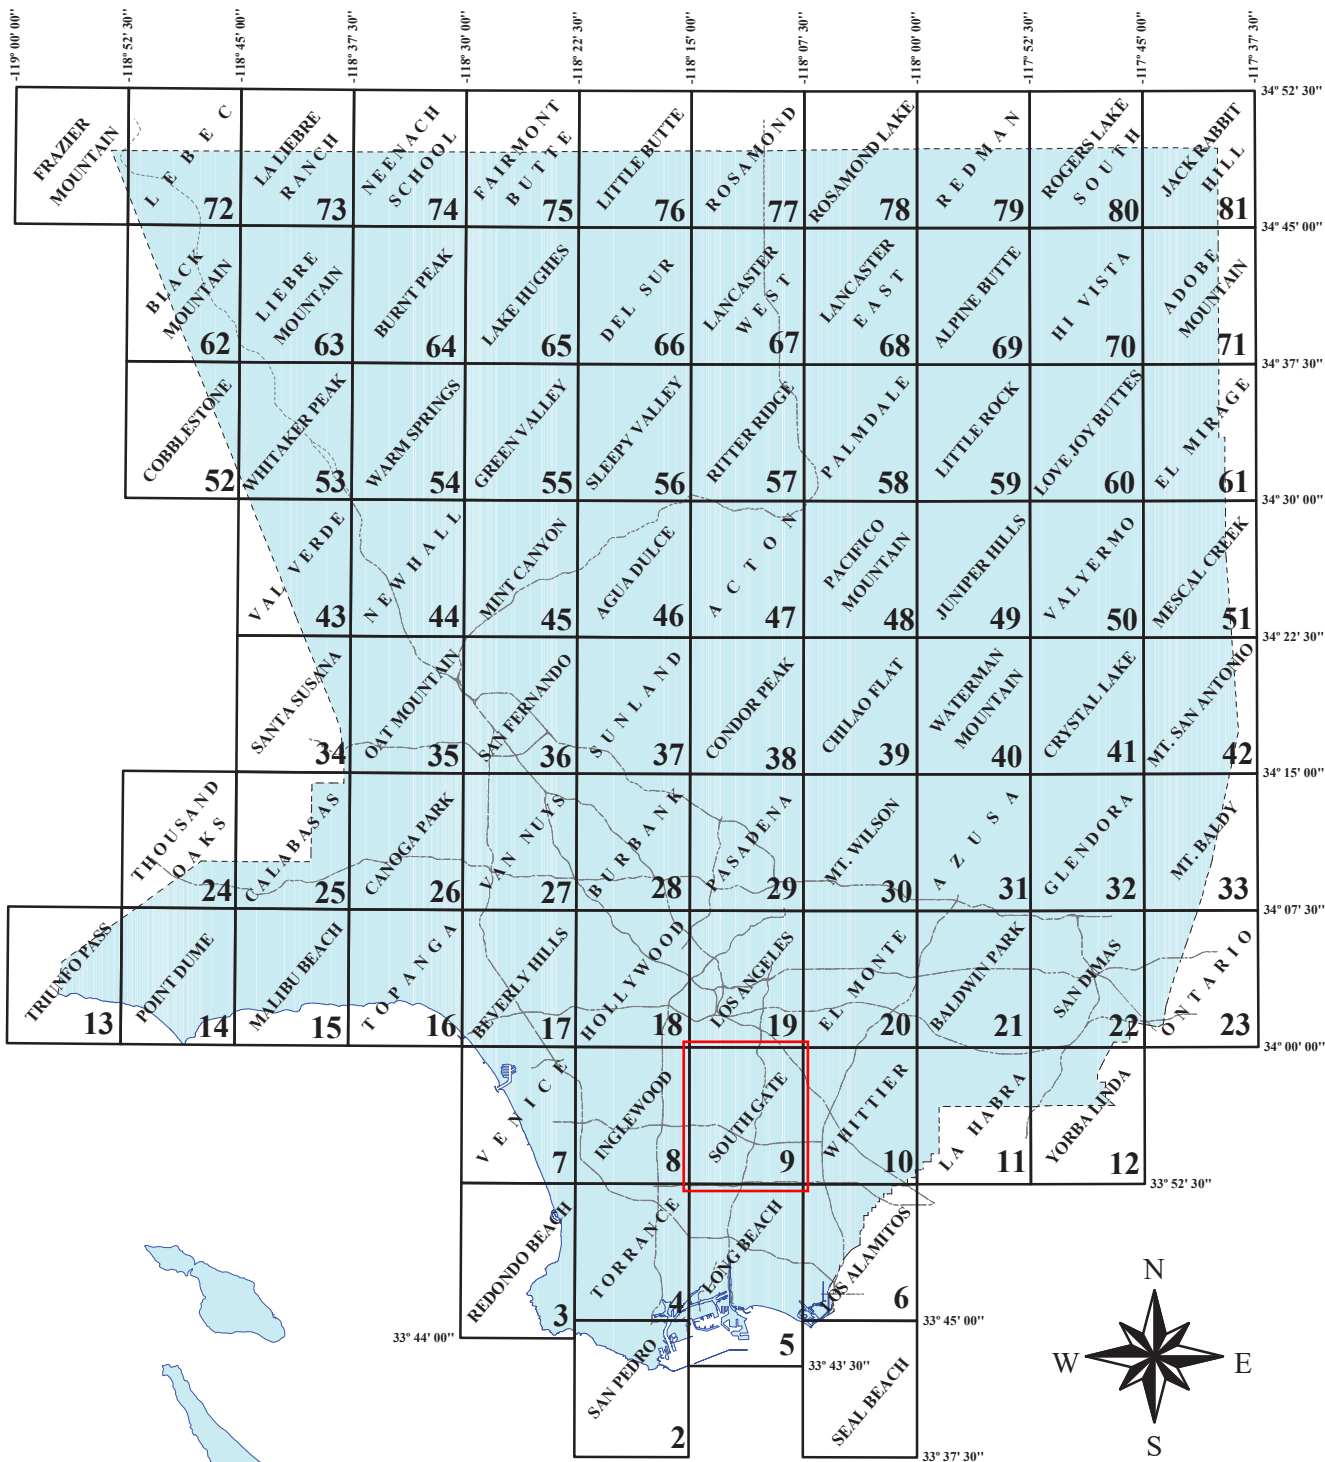 -119° 00' 00"
-118° 52' 30"
-118° 45' 00"
-118° 37' 30"
-118° 30' 00"
-118° 22' 30"
-118° 15' 00"
-118° 07' 30"
-118° 00' 00"
-117° 52' 30"
-117° 45' 00"
-117° 37' 30"
34° 52' 30"
FRAZIER
MOUNTAIN
LEBEC
72
LA LIEBRE
RANCH
73
NEENACH
SCHOOL
74
FAIRMONT
BUTTE
75
LITTLE BUTTE
76
ROSAMOND
77
ROSAMOND LAKE
78
REDMAN
79
ROGERS LAKE
SOUTH
80
JACK RABBIT
HILL
81
34° 45' 00"
BLACK
MOUNTAIN
62
LIEBRE
MOUNTAIN
63
BURNT PEAK
64
LAKE HUGHES
65
DEL SUR
66
LANCASTER
WEST
67
LANCASTER
EAST
68
ALPINE BUTTE
69
HI VISTA
70
ADOBE
MOUNTAIN
71
34° 37' 30"
COBBLESTONE
52
WHITAKER PEAK
53
WARM SPRINGS
54
GREEN VALLEY
55
SLEEPY VALLEY
56
RITTER RIDGE
57
PALMDALE
58
LITTLE ROCK
59
LOVE JOY BUTTES
60
EL MIRAGE
61
34° 30' 00"
VAL VERDE
43
NEWHALL
44
MINT CANYON
45
AGUA DULCE
46
ACTON
47
PACIFICO
MOUNTAIN
48
JUNIPER HILLS
49
VALYERMO
50
MESCAL CREEK
51
34° 22' 30"
SANTA SUSANA
34
OAT MOUNTAIN
35
SAN FERNANDO
36
SUNLAND
37
CONDOR PEAK
38
CHILAO FLAT
39
WATERMAN
MOUNTAIN
40
CRYSTAL LAKE
41
MT. SAN ANTONIO
42
34° 15' 00"
THOUSAND
OAKS
24
CALABASAS
25
CANOGA PARK
26
VAN NUYS
27
BURBANK
28
PASADENA
29
MT. WILSON
30
AZUSA
31
GLENDORA
32
MT. BALDY
33
34° 07' 30"
TRIUNFO PASS
13
POINT DUME
14
MALIBU BEACH
15
TOPANGA
16
BEVERLY HILLS
17
HOLLYWOOD
18
LOS ANGELES
19
EL MONTE
20
BALDWIN PARK
21
SAN DIMAS
22
ONTARIO
23
34° 00' 00"
VENICE
7
INGLEWOOD
8
SOUTH GATE
9
WHITTIER
10
LA HABRA
11
YORBA LINDA
12
33° 52' 30"
REDONDO BEACH
3
TORRANCE
4
LONG BEACH
5
LOS ALAMITOS
6
33° 45' 00"
33° 44' 00"
33° 43' 30"
SAN PEDRO
2
SEAL BEACH
33° 37' 30"
N
W
E
S